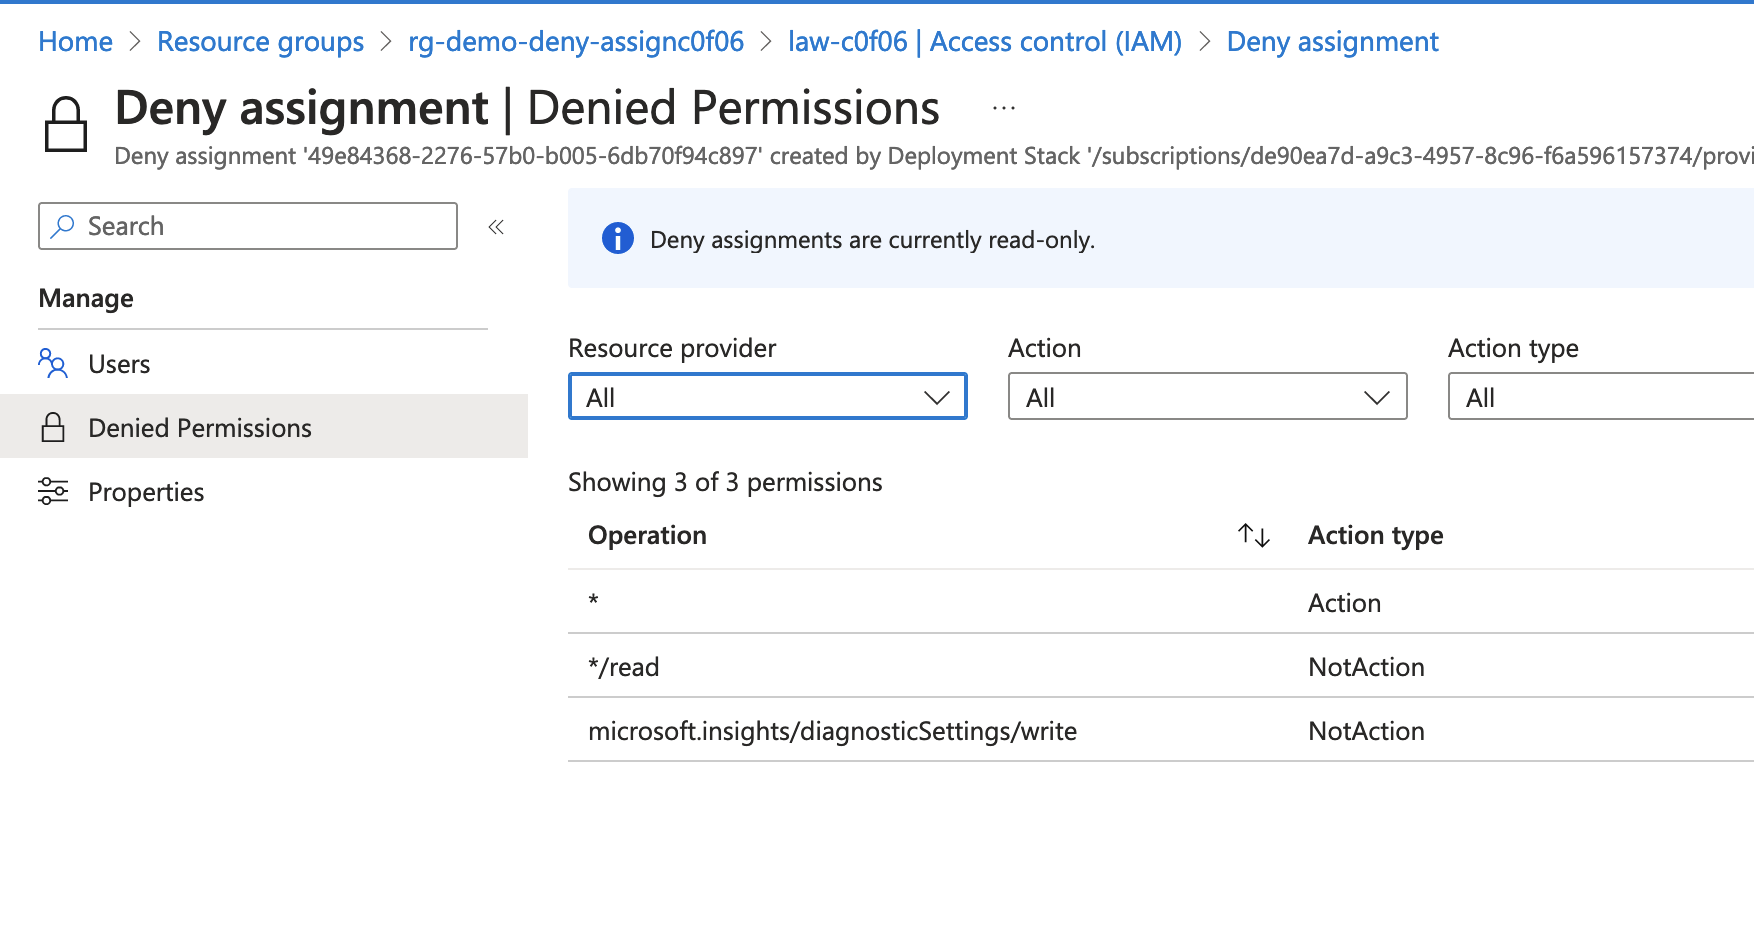 Home > Resource groups > rg-demo-deny-assignc0f06 > law-c0f06 | Access control (IAM) > Deny assignment
Deny assignment | Denied Permissions ...
Deny assignment '49e84368-2276-57b0-b005-6db70f94c897' created by Deployment Stack '/subscriptions/de90ea7d-a9c3-4957-8c96-f6a596157374/provi
Search «
Deny assignments are currently read-only.
Manage
Users
Denied Permissions
Properties
Resource provider Action Action type
All All All
Showing 3 of 3 permissions
Operation ↑↓ Action type
* Action
*/read NotAction
microsoft.insights/diagnosticSettings/write NotAction